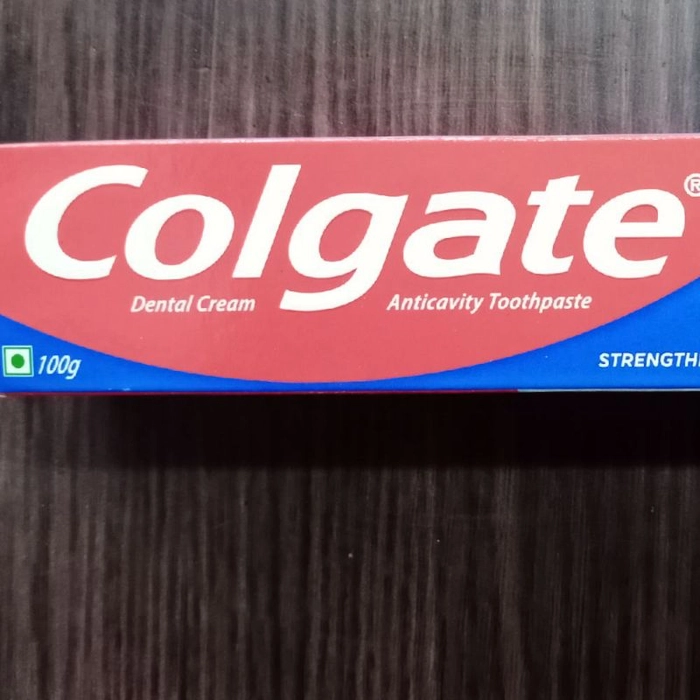 Colgate®
Dental Cream Anticavity Toothpaste
100g